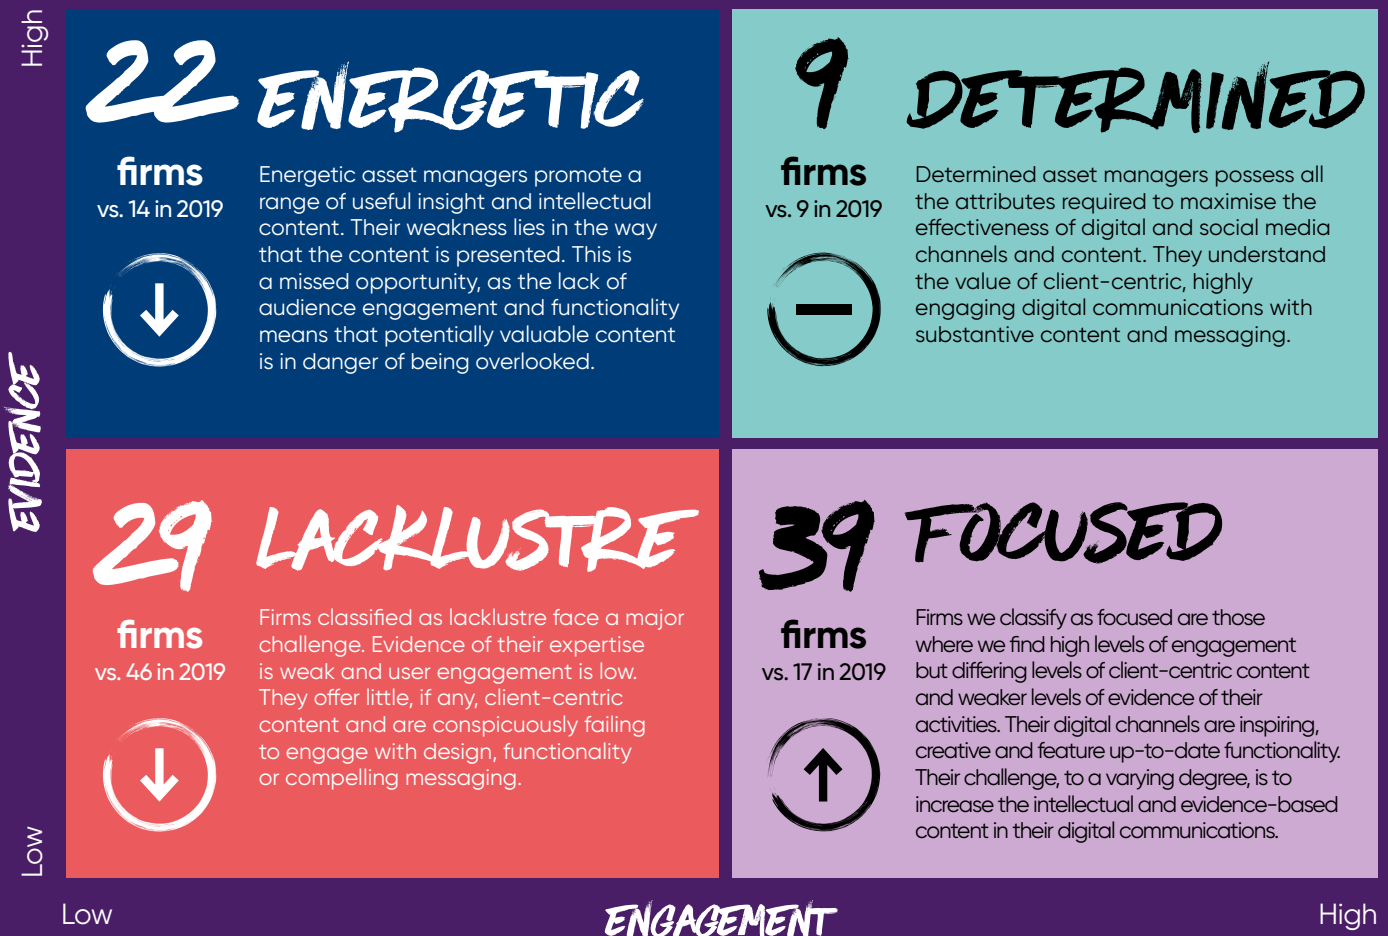 High
22 ENERGETIC
firms
vs. 14 in 2019
Energetic asset managers promote a
range of useful insight and intellectual
content. Their weakness lies in the way
that the content is presented. This is
a missed opportunity, as the lack of
audience engagement and functionality
means that potentially valuable content
is in danger of being overlooked.
9 DETERMINED
firms
vs. 9 in 2019
Determined asset managers possess all
the attributes required to maximise the
effectiveness of digital and social media
channels and content. They understand
the value of client-centric, highly
engaging digital communications with
substantive content and messaging.
EVIDENCE
29 LACKLUSTRE
firms
vs. 46 in 2019
Firms classified as lacklustre face a major
challenge. Evidence of their expertise
is weak and user engagement is low.
They offer little, if any, client-centric
content and are conspicuously failing
to engage with design, functionality
or compelling messaging.
39 FOCUSED
firms
vs. 17 in 2019
Firms we classify as focused are those
where we find high levels of engagement
but differing levels of client-centric content
and weaker levels of evidence of their
activities. Their digital channels are inspiring,
creative and feature up-to-date functionality.
Their challenge, to a varying degree, is to
increase the intellectual and evidence-based
content in their digital communications.
Low
Low
ENGAGEMENT
High